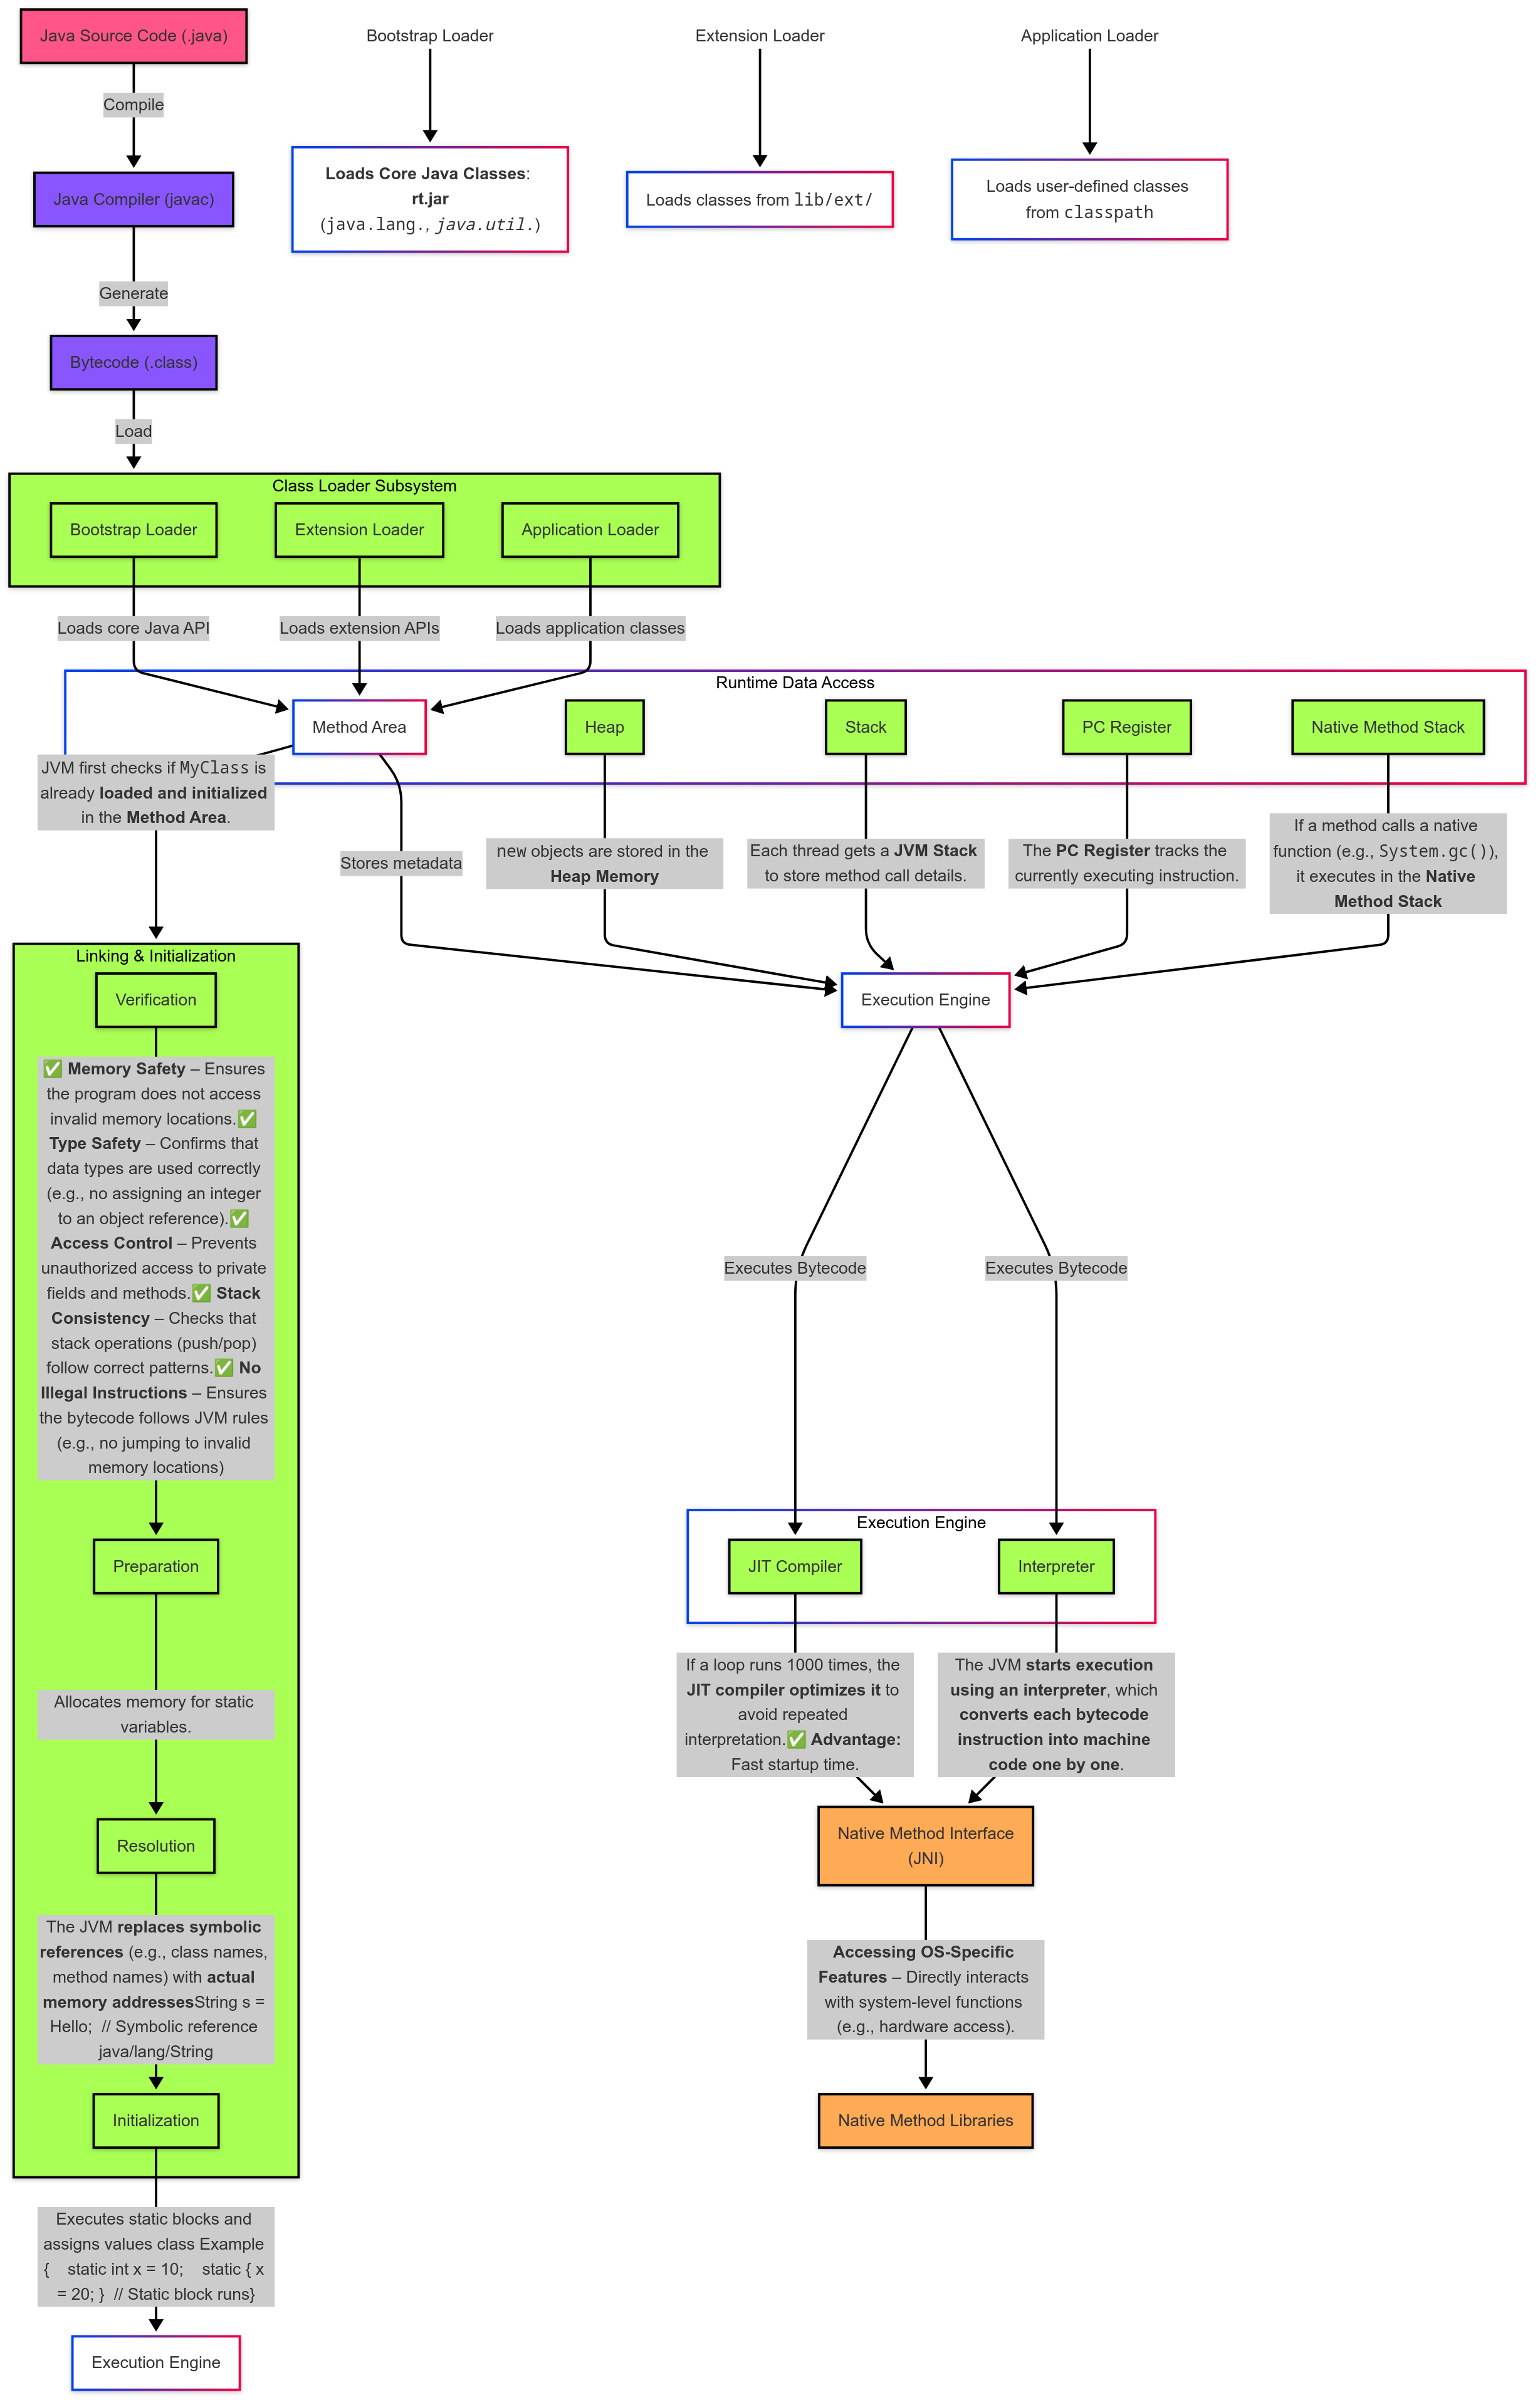 Java Source Code (.java)
Bootstrap Loader
Extension Loader
Application Loader
Compile
Loads Core Java Classes:
rt.jar
(java.lang., java.util.)
Loads classes from lib/ext/
Loads user-defined classes
from classpath
Java Compiler (javac)
Generate
Bytecode (.class)
Load
Class Loader Subsystem
Bootstrap Loader
Extension Loader
Application Loader
Loads core Java API
Loads extension APIs
Loads application classes
Runtime Data Access
Method Area
Heap
Stack
PC Register
Native Method Stack
JVM first checks if MyClass is
already loaded and initialized
in the Method Area.
Stores metadata
new objects are stored in the
Heap Memory
Each thread gets a JVM Stack
to store method call details.
The PC Register tracks the
currently executing instruction.
If a method calls a native
function (e.g., System.gc()),
it executes in the Native
Method Stack
Linking & Initialization
Verification
✅ Memory Safety – Ensures
the program does not access
invalid memory locations.✅
Type Safety – Confirms that
data types are used correctly
(e.g., no assigning an integer
to an object reference).✅
Access Control – Prevents
unauthorized access to private
fields and methods.✅ Stack
Consistency – Checks that
stack operations (push/pop)
follow correct patterns.✅ No
Illegal Instructions – Ensures
the bytecode follows JVM rules
(e.g., no jumping to invalid
memory locations)
Preparation
Allocates memory for static
variables.
Resolution
The JVM replaces symbolic
references (e.g., class names,
method names) with actual
memory addressesString s =
Hello;  // Symbolic reference
java/lang/String
Initialization
Executes static blocks and
assigns values class Example
{    static int x = 10;    static { x
= 20; }  // Static block runs}
Execution Engine
Execution Engine
Executes Bytecode
Executes Bytecode
Execution Engine
JIT Compiler
Interpreter
If a loop runs 1000 times, the
JIT compiler optimizes it to
avoid repeated
interpretation.✅ Advantage:
Fast startup time.
The JVM starts execution
using an interpreter, which
converts each bytecode
instruction into machine
code one by one.
Native Method Interface
(JNI)
Accessing OS-Specific
Features – Directly interacts
with system-level functions
(e.g., hardware access).
Native Method Libraries